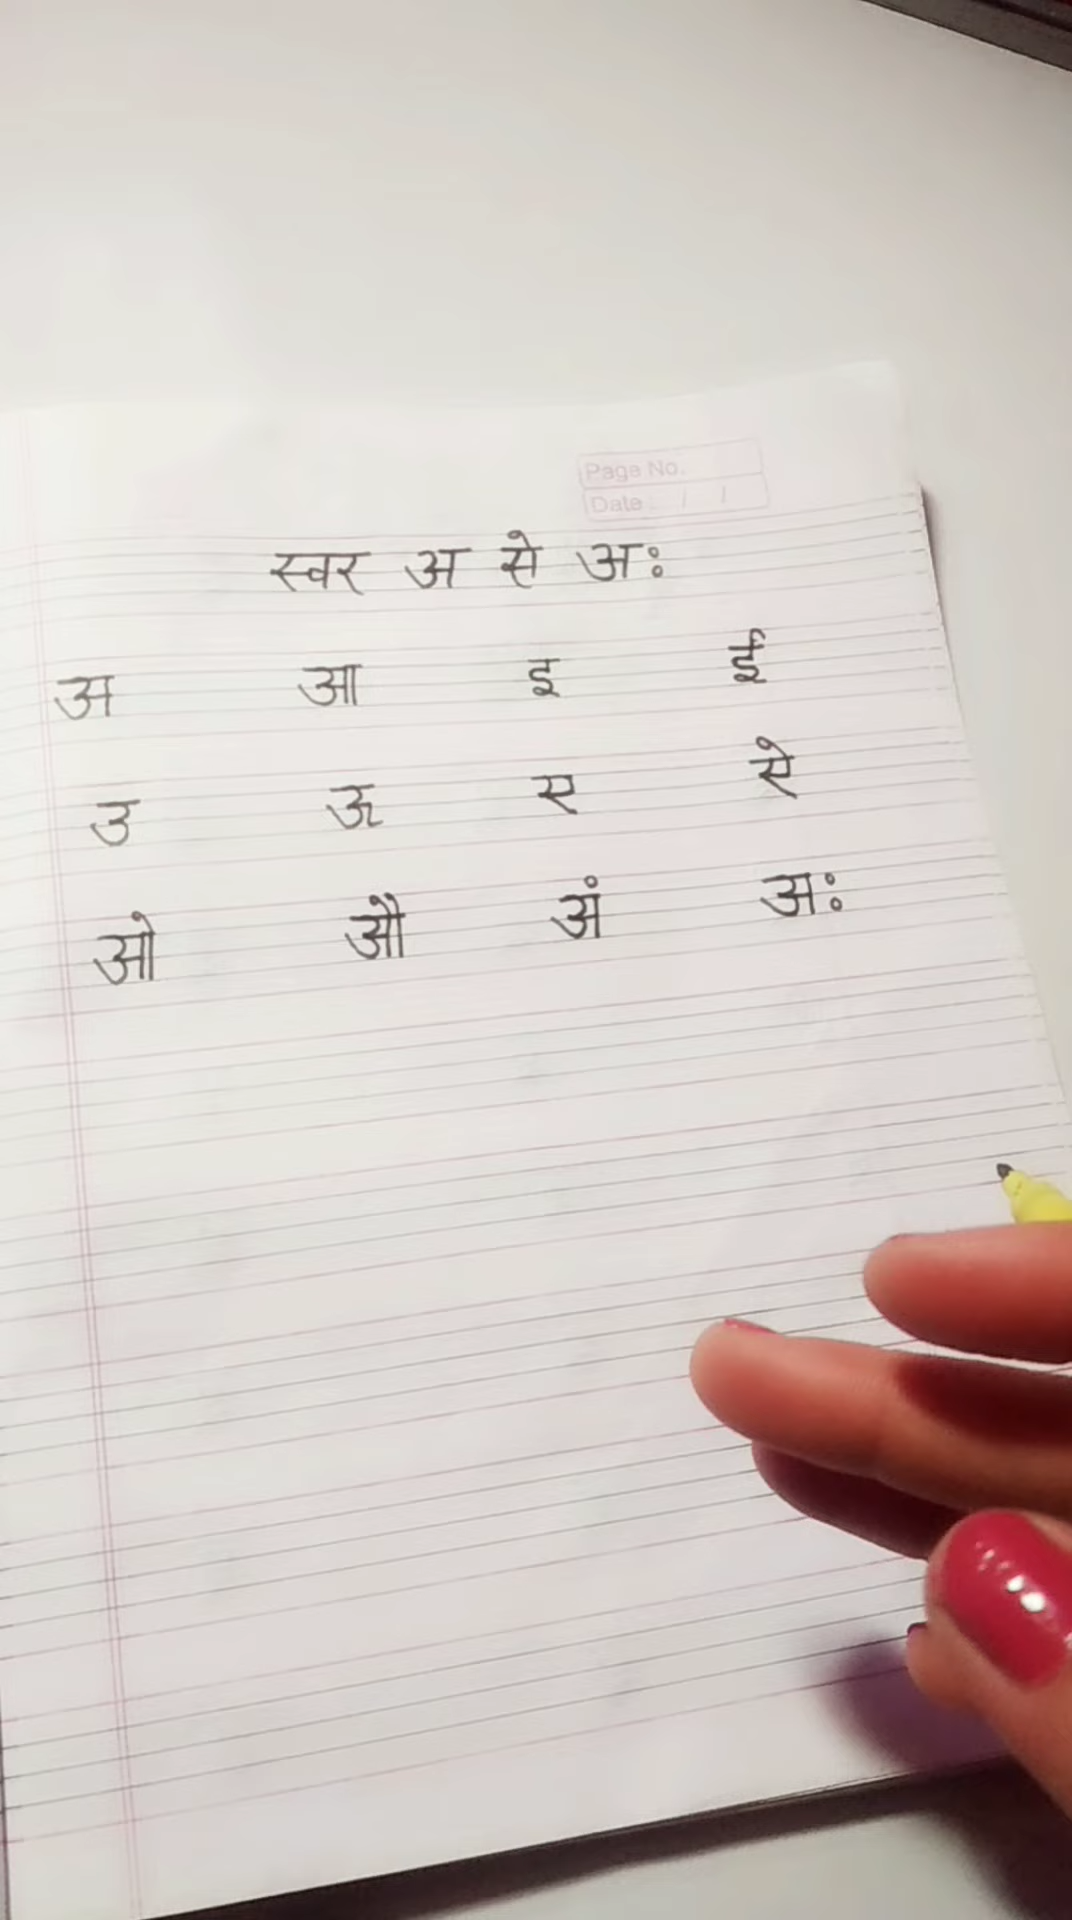 Page No.
Date : / /
स्वर अ से अः
अ आ इ ई
उ ऊ ए ऐ
ओ औ अं अः